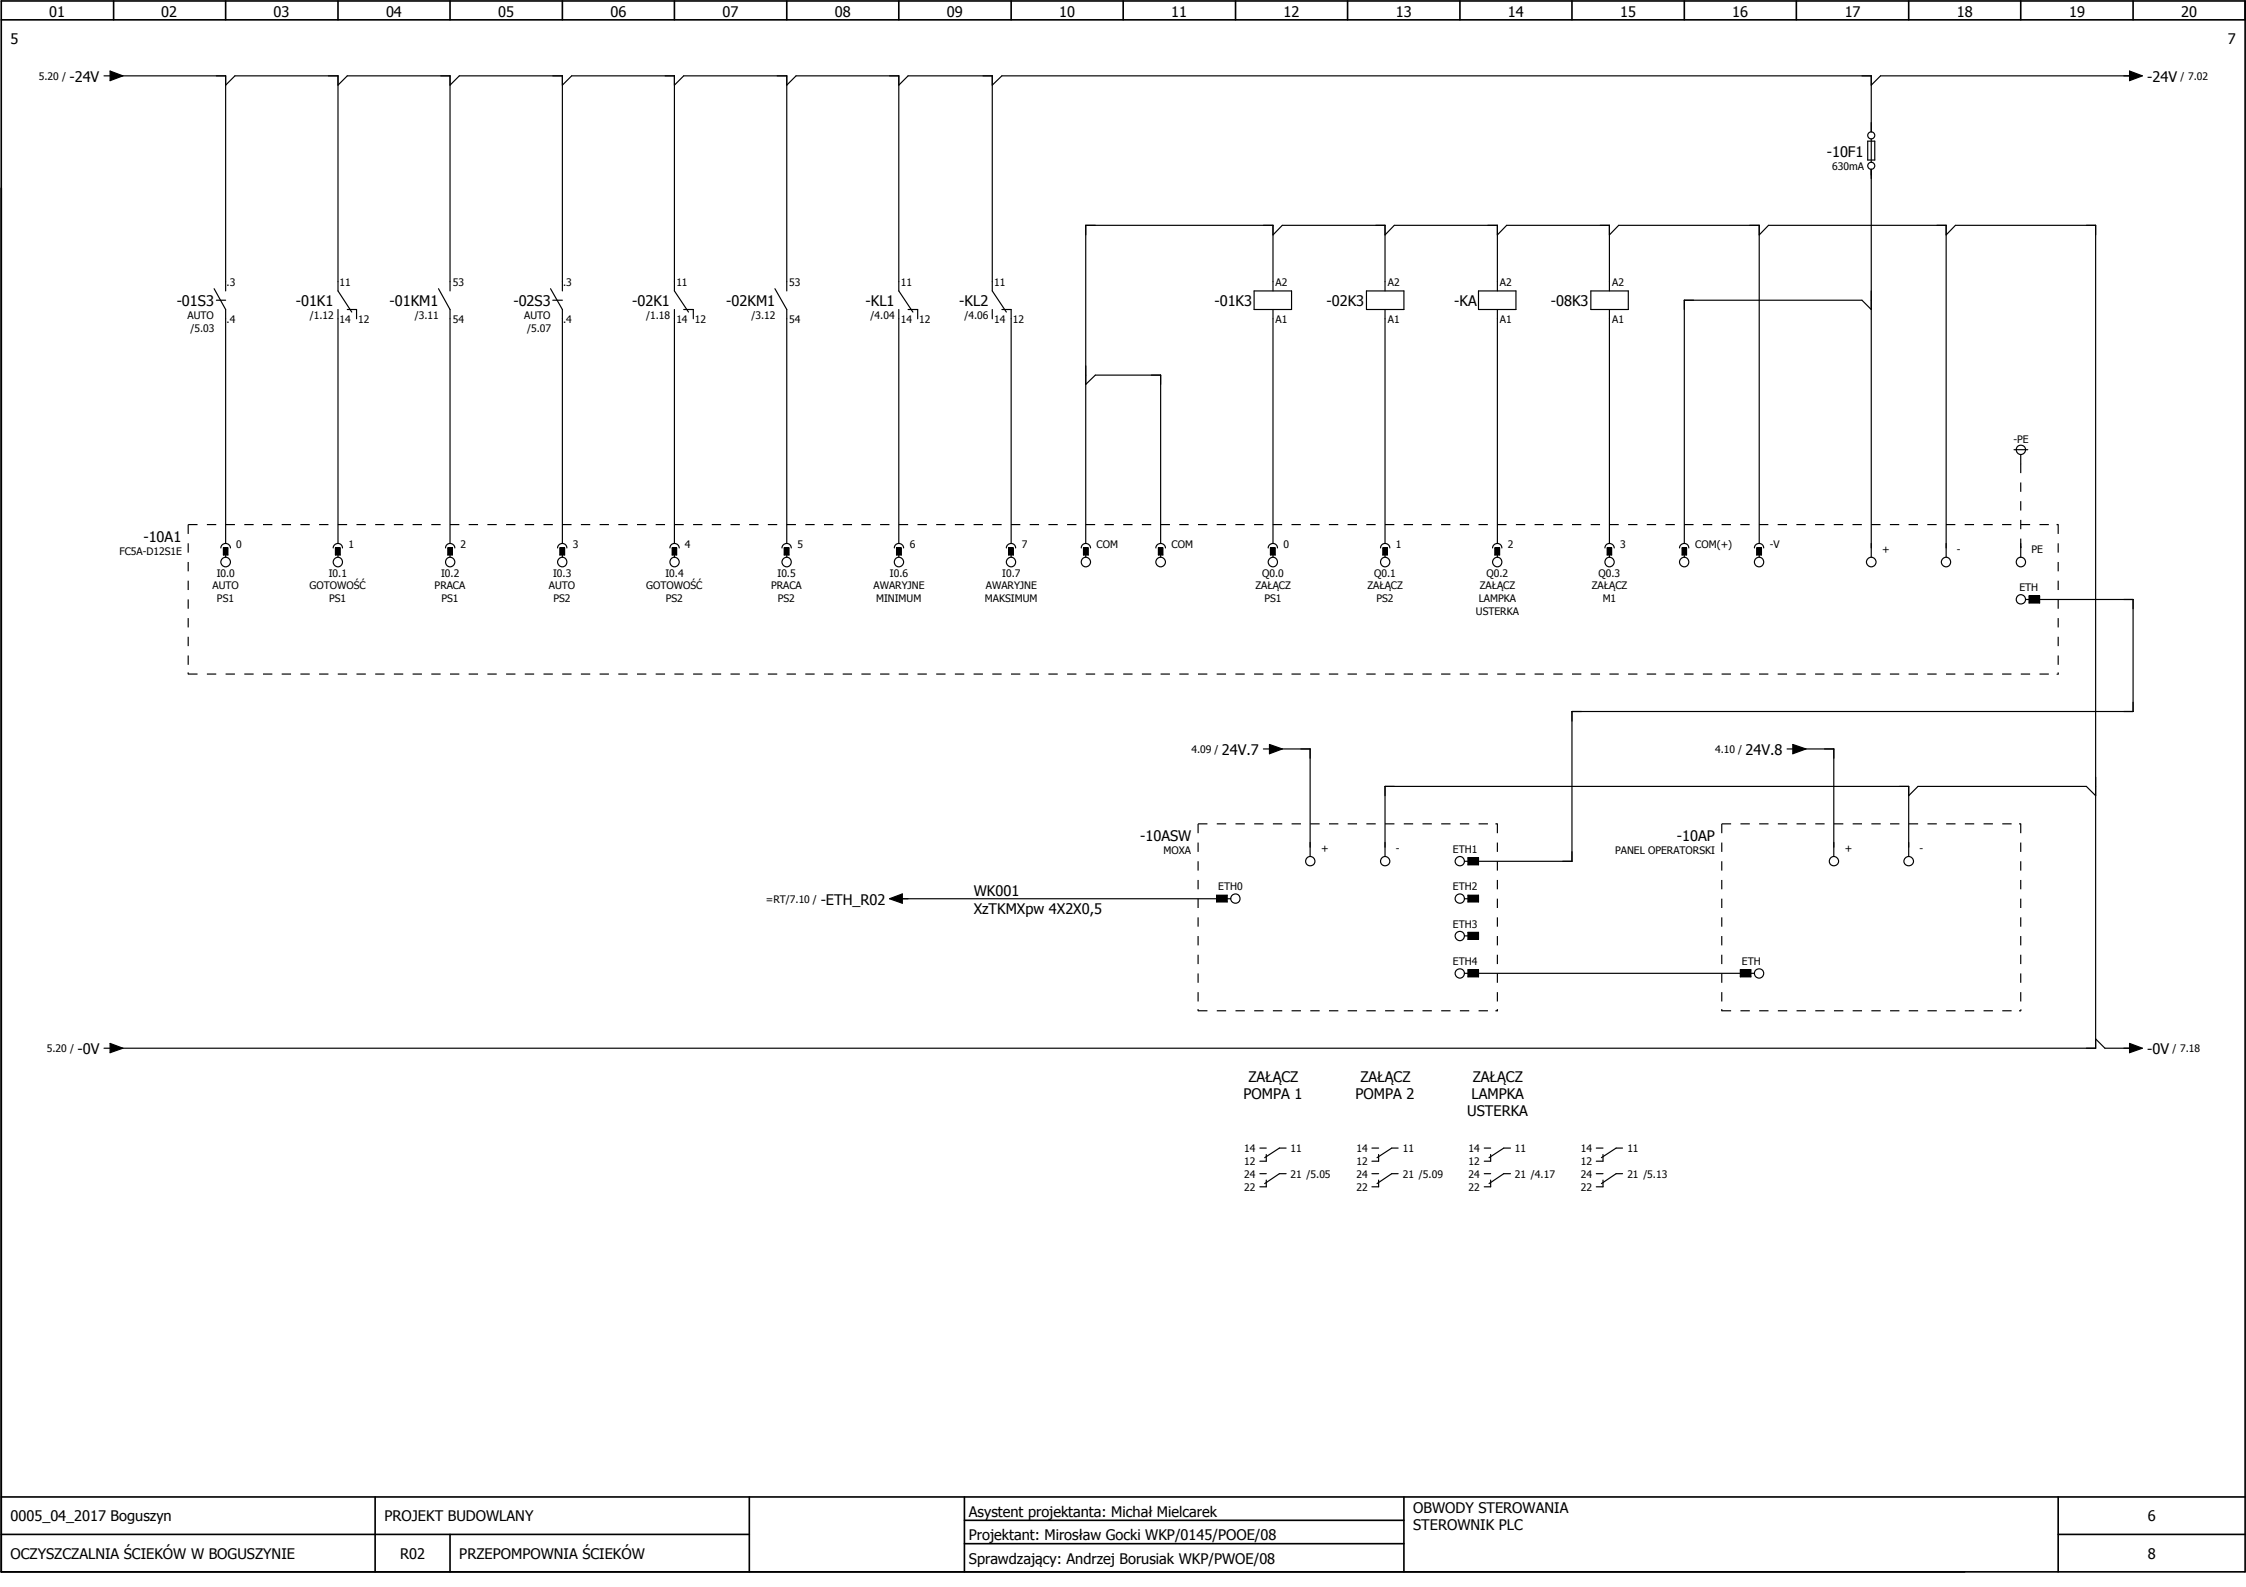 01 02 03 04 05 06 07 08 09 10 11 12 13 14 15 16 17 18 19 20
5 7
5.20 / -24V -24V / 7.02
-10F1
630mA
-01S3 .3 .4
AUTO
/5.03
-01K1 11 14 12
/1.12
-01KM1 53 54
/3.11
-02S3 .3 .4
AUTO
/5.07
-02K1 11 14 12
/1.18
-02KM1 53 54
/3.12
-KL1 11 14 12
/4.04
-KL2 11 14 12
/4.06
-01K3 A2 A1
-02K3 A2 A1
-KA A2 A1
-08K3 A2 A1
-PE
-10A1
FC5A-D12S1E
0 1 2 3 4 5 6 7 COM COM 0 1 2 3 COM(+) -V + - PE
I0.0
AUTO
PS1
I0.1
GOTOWOŚĆ
PS1
I0.2
PRACA
PS1
I0.3
AUTO
PS2
I0.4
GOTOWOŚĆ
PS2
I0.5
PRACA
PS2
I0.6
AWARYJNE
MINIMUM
I0.7
AWARYJNE
MAKSIMUM
Q0.0
ZAŁĄCZ
PS1
Q0.1
ZAŁĄCZ
PS2
Q0.2
ZAŁĄCZ
LAMPKA
USTERKA
Q0.3
ZAŁĄCZ
M1
ETH
4.09 / 24V.7
4.10 / 24V.8
-10ASW
MOXA
+ -
ETH0
ETH1
ETH2
ETH3
ETH4
-10AP
PANEL OPERATORSKI
+ -
ETH
=RT/7.10 / -ETH_R02
WK001
XzTKMXpw 4X2X0,5
5.20 / -0V -0V / 7.18
ZAŁĄCZ
POMPA 1
ZAŁĄCZ
POMPA 2
ZAŁĄCZ
LAMPKA
USTERKA
14 11
12
24 21 /5.05
22
14 11
12
24 21 /5.09
22
14 11
12
24 21 /4.17
22
14 11
12
24 21 /5.13
22
0005_04_2017 Boguszyn
PROJEKT BUDOWLANY
OCZYSZCZALNIA ŚCIEKÓW W BOGUSZYNIE
R02 PRZEPOMPOWNIA ŚCIEKÓW
Asystent projektanta: Michał Mielcarek
Projektant: Mirosław Gocki WKP/0145/POOE/08
Sprawdzający: Andrzej Borusiak WKP/PWOE/08
OBWODY STEROWANIA
STEROWNIK PLC
6
8